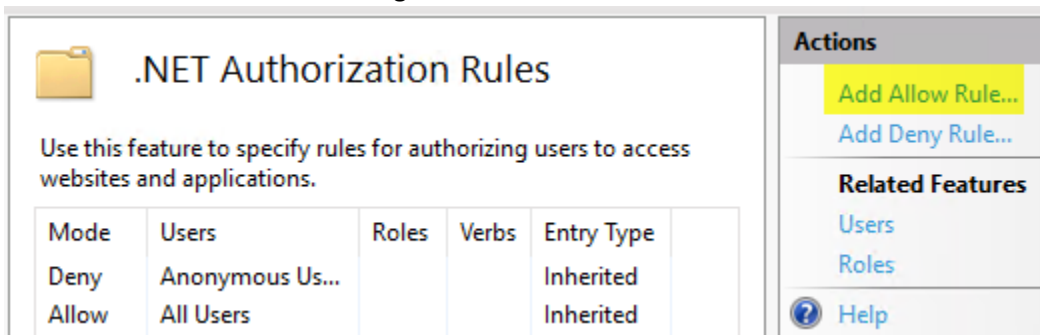 .NET Authorization Rules
Use this feature to specify rules for authorizing users to access
websites and applications.
Mode Users Roles Verbs Entry Type
Deny Anonymous Us... Inherited
Allow All Users Inherited
Actions
Add Allow Rule...
Add Deny Rule...
Related Features
Users
Roles
Help